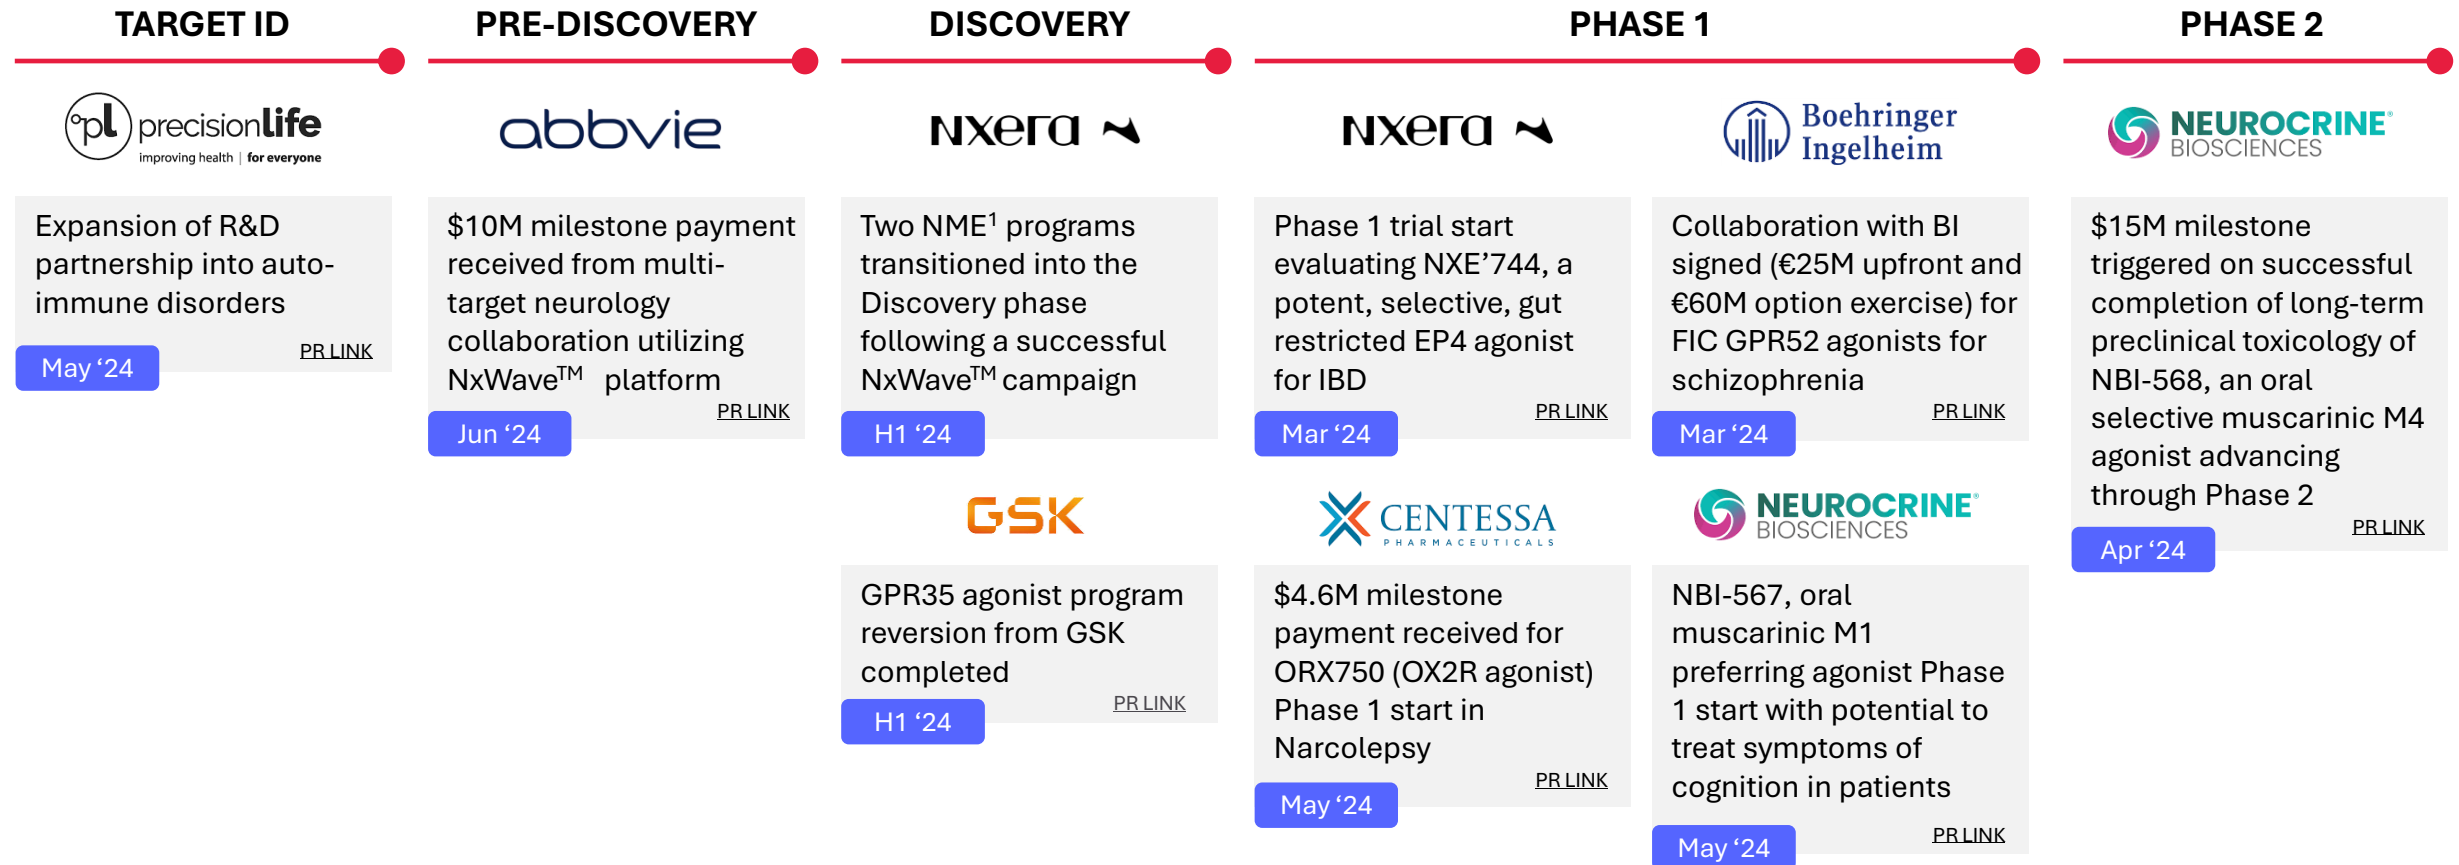 TARGET ID
precisionlife
improving health | for everyone
Expansion of R&D
partnership into auto-
immune disorders
PR LINK
May ‘24
PRE-DISCOVERY
abbvie
$10M milestone payment
received from multi-
target neurology
collaboration utilizing
NxWave™ platform
PR LINK
Jun ‘24
DISCOVERY
nxera
Two NME¹ programs
transitioned into the
Discovery phase
following a successful
NxWave™ campaign
H1 ‘24
GSK
GPR35 agonist program
reversion from GSK
completed
PR LINK
H1 ‘24
PHASE 1
nxera
Phase 1 trial start
evaluating NXE’744, a
potent, selective, gut
restricted EP4 agonist
for IBD
PR LINK
Mar ‘24
Boehringer
Ingelheim
Collaboration with BI
signed (€25M upfront and
€60M option exercise) for
FIC GPR52 agonists for
schizophrenia
PR LINK
Mar ‘24
CENTESSA
PHARMACEUTICALS
$4.6M milestone
payment received for
ORX750 (OX2R agonist)
Phase 1 start in
Narcolepsy
PR LINK
May ‘24
NEUROCRINE®
BIOSCIENCES
NBI-567, oral
muscarinic M1
preferring agonist Phase
1 start with potential to
treat symptoms of
cognition in patients
PR LINK
May ‘24
PHASE 2
NEUROCRINE®
BIOSCIENCES
$15M milestone
triggered on successful
completion of long-term
preclinical toxicology of
NBI-568, an oral
selective muscarinic M4
agonist advancing
through Phase 2
PR LINK
Apr ‘24